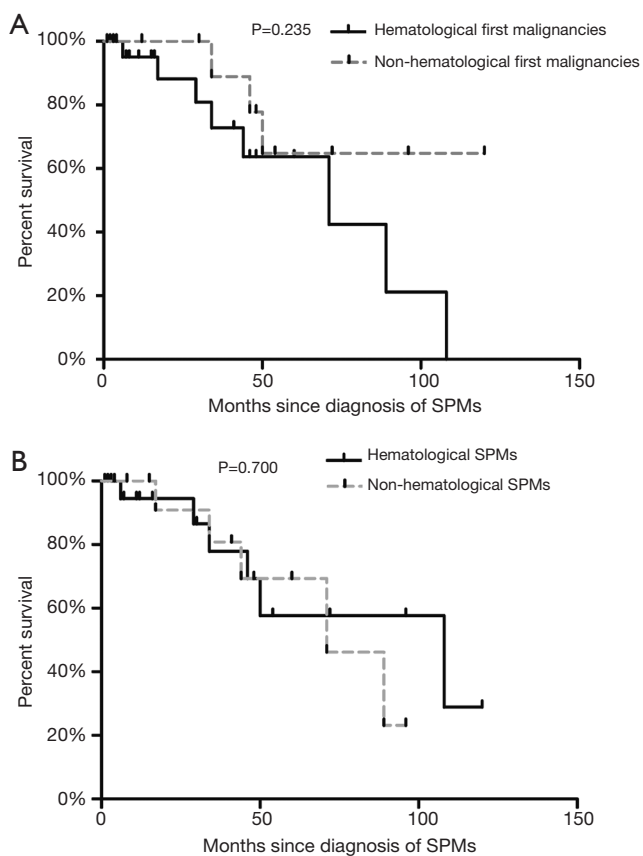 A
P=0.235
Hematological first malignancies
Non-hematological first malignancies
100%
80%
60%
40%
20%
0%
Percent survival
0 50 100 150
Months since diagnosis of SPMs
B
P=0.700
Hematological SPMs
Non-hematological SPMs
100%
80%
60%
40%
20%
0%
Percent survival
0 50 100 150
Months since diagnosis of SPMs